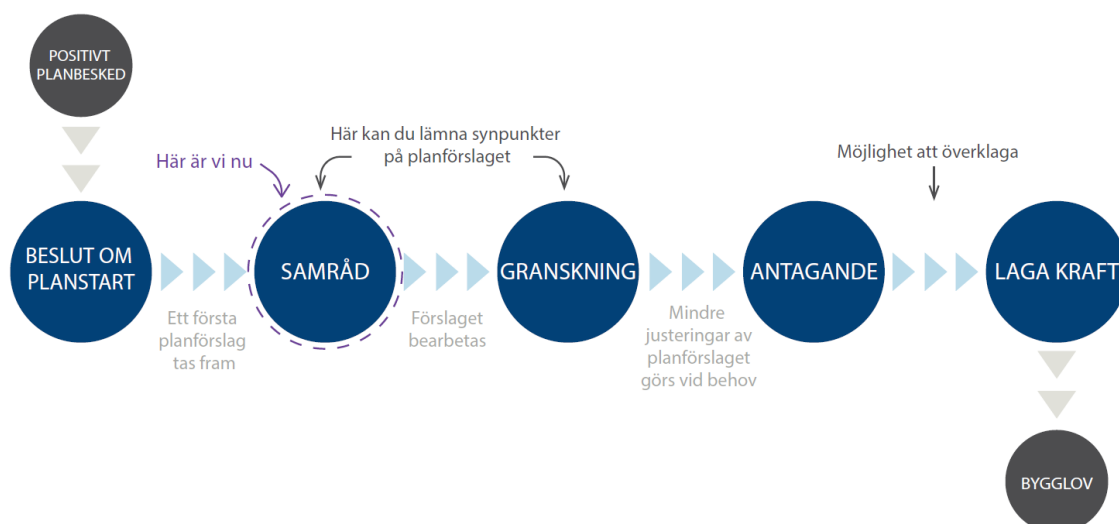 POSITIVT
PLANBESKED
Här är vi nu
Här kan du lämna synpunkter
på planförslaget
Möjlighet att överklaga
BESLUT OM
PLANSTART
SAMRÅD
GRANSKNING
ANTAGANDE
LAGA KRAFT
Ett första
planförslag
tas fram
Förslaget
bearbetas
Mindre
justeringar av
planförslaget
görs vid behov
BYGGLOV